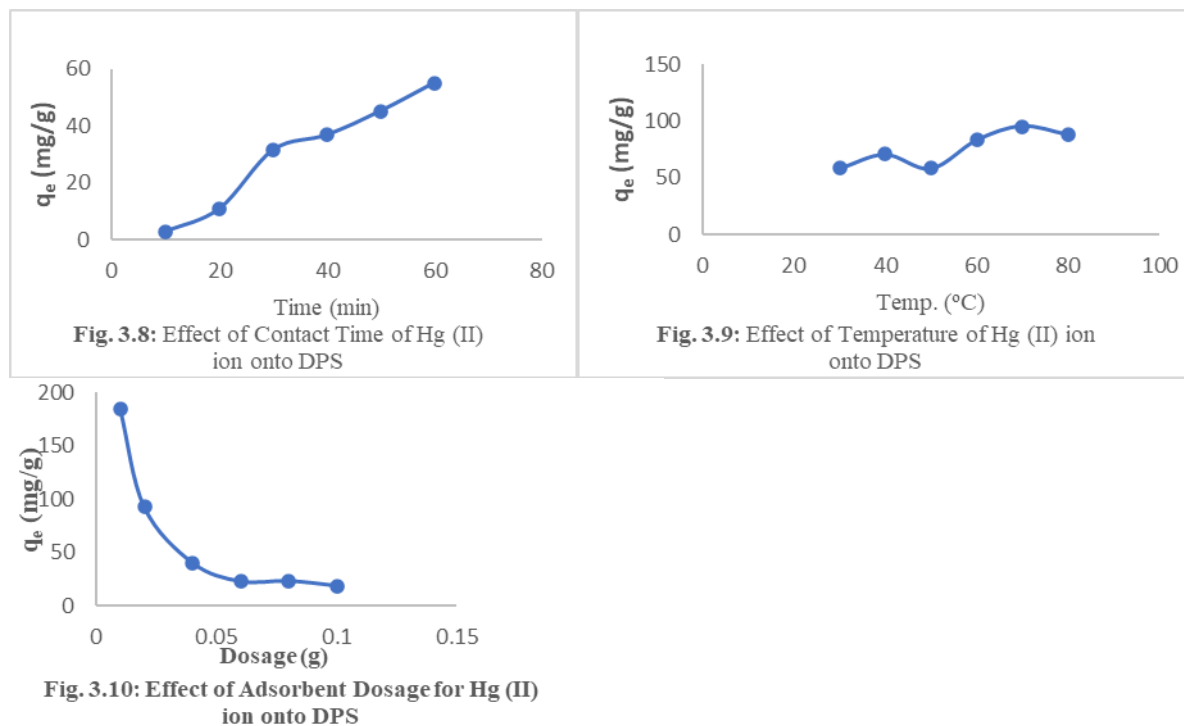 60
40
20
0
qₑ (mg/g)
0 20 40 60 80
Time (min)
Fig. 3.8: Effect of Contact Time of Hg (II)
ion onto DPS
150
100
50
0
qₑ (mg/g)
0 20 40 60 80 100
Temp. (ºC)
Fig. 3.9: Effect of Temperature of Hg (II) ion
onto DPS
200
150
100
50
0
qₑ (mg/g)
0 0.05 0.1 0.15
Dosage (g)
Fig. 3.10: Effect of Adsorbent Dosage for Hg (II)
ion onto DPS